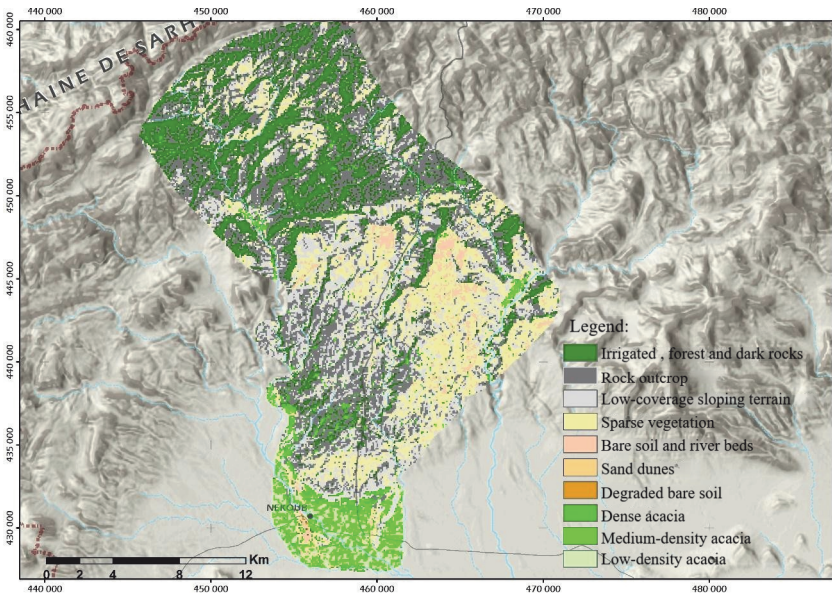 440 000 450 000 460 000 470 000 480 000
460 000
455 000
450 000
445 000
440 000
435 000
430 000
HAINE DE SARH
NEKOUB
Legend:
Irrigated , forest and dark rocks
Rock outcrop
Low-coverage sloping terrain
Sparse vegetation
Bare soil and river beds
Sand dunes
Degraded bare soil
Dense acacia
Medium-density acacia
Low-density acacia
Km
0 2 4 8 12
440 000 450 000 460 000 470 000 480 000